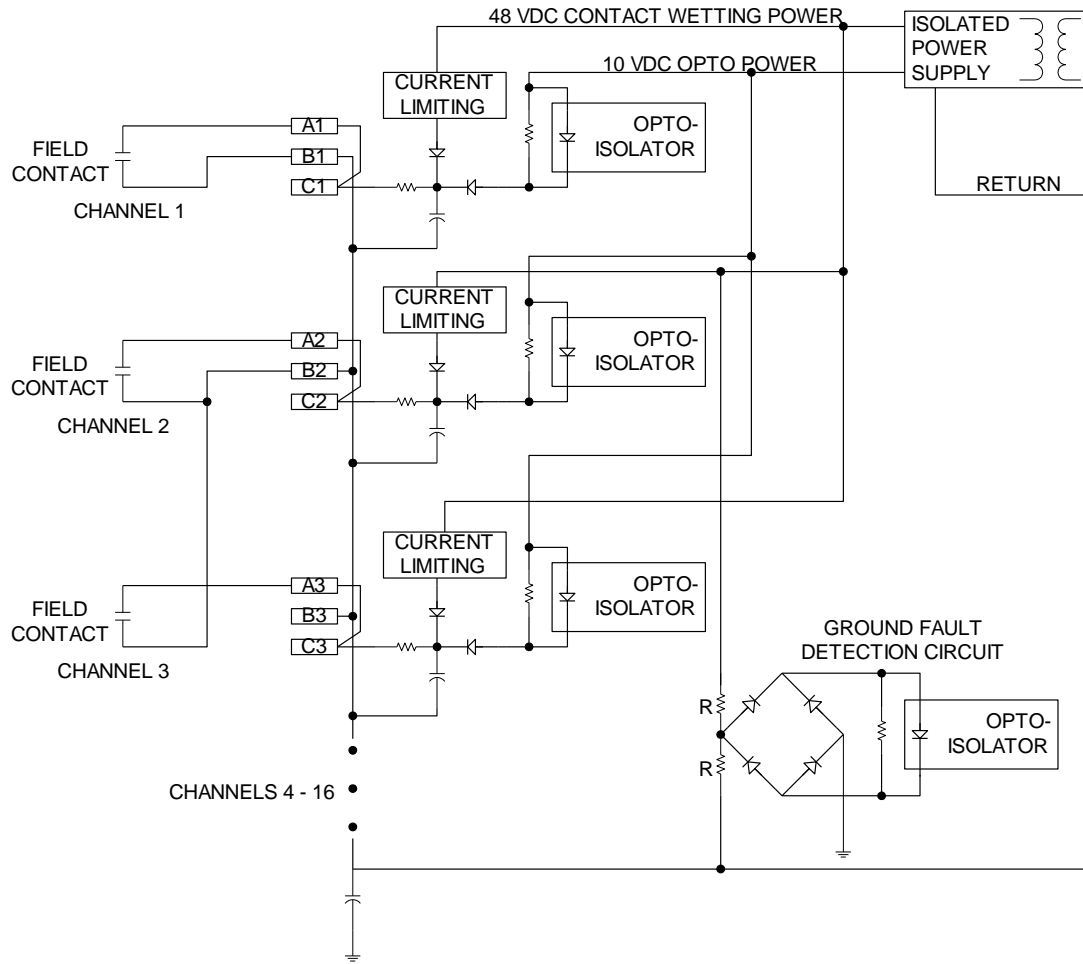 48 VDC CONTACT WETTING POWER
ISOLATED
POWER
SUPPLY
10 VDC OPTO POWER
CURRENT
LIMITING
OPTO-
ISOLATOR
A1
FIELD
CONTACT
B1
C1
CHANNEL 1
RETURN
CURRENT
LIMITING
OPTO-
ISOLATOR
A2
FIELD
CONTACT
B2
C2
CHANNEL 2
CURRENT
LIMITING
OPTO-
ISOLATOR
A3
FIELD
CONTACT
B3
C3
CHANNEL 3
GROUND FAULT
DETECTION CIRCUIT
R
OPTO-
ISOLATOR
R
CHANNELS 4 - 16